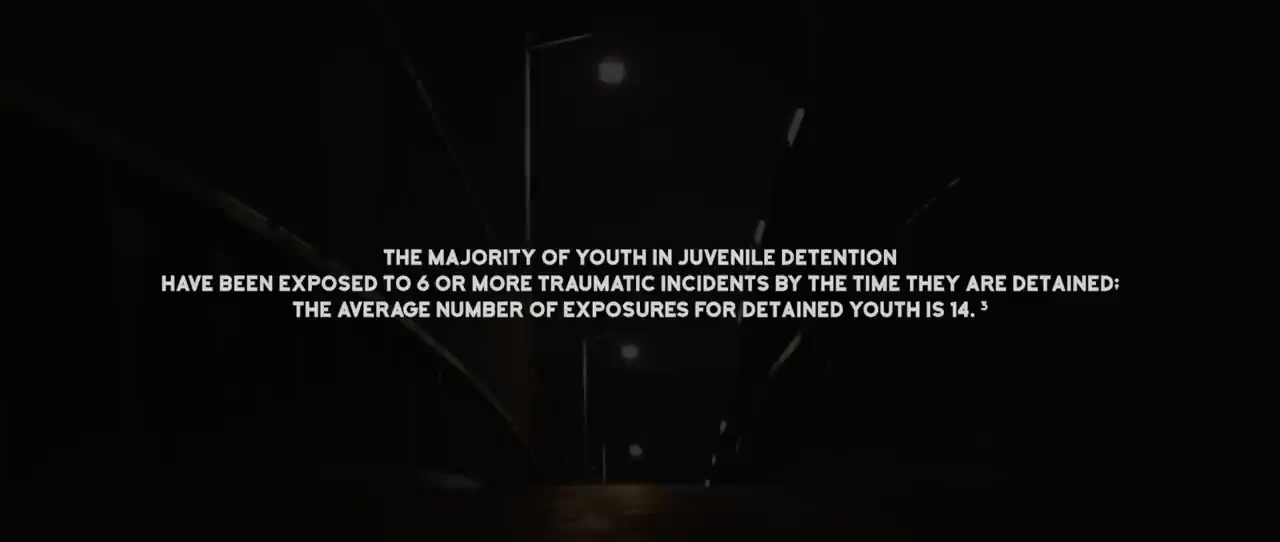 THE MAJORITY OF YOUTH IN JUVENILE DETENTION
HAVE BEEN EXPOSED TO 6 OR MORE TRAUMATIC INCIDENTS BY THE TIME THEY ARE DETAINED;
THE AVERAGE NUMBER OF EXPOSURES FOR DETAINED YOUTH IS 14. ³